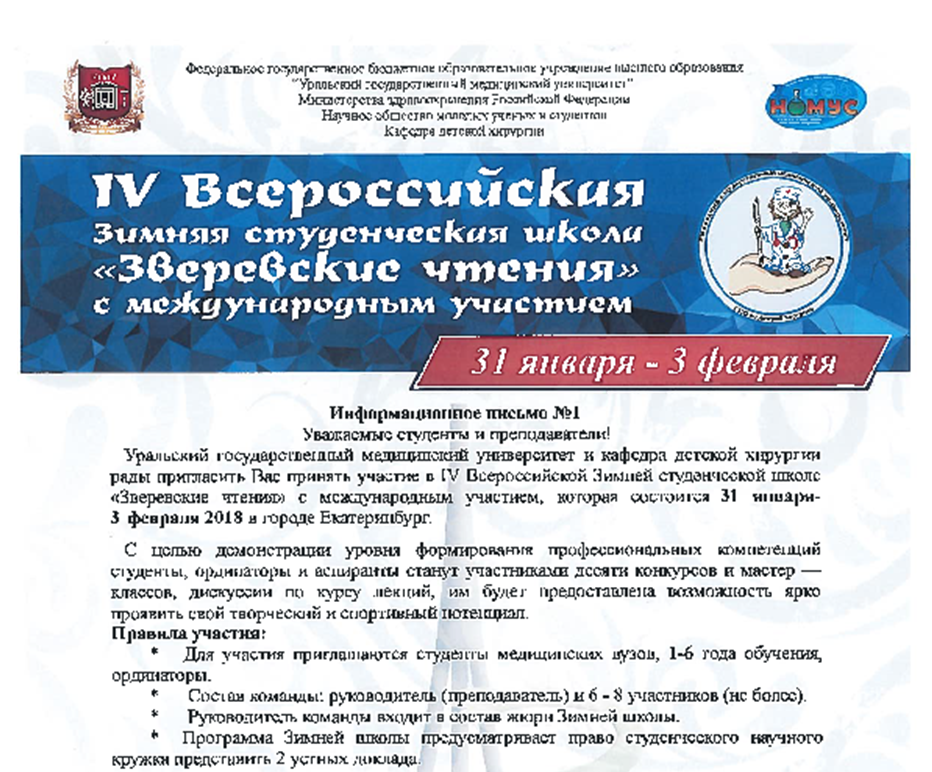 Федеральное государственное бюджетное образовательное учреждение высшего образования
"Уральский государственный медицинский университет"
Министерства здравоохранения Российской Федерации
Научное общество молодых ученых и студентов
Кафедра детской хирургии
НОМУС
IV Всероссийская
Зимняя студенческая школа
«Зверевские чтения»
с международным участием
31 января - 3 февраля
Информационное письмо №1
Уважаемые студенты и преподаватели!
Уральский государственный медицинский университет и кафедра детской хирургии
рады пригласить Вас принять участие в IV Всероссийской Зимней студенческой школе
«Зверевские чтения» с международным участием, которая состоится 31 января-
3 февраля 2018 в городе Екатеринбург.
С целью демонстрации уровня формирования профессиональных компетенций
студенты, ординаторы и аспиранты станут участниками десяти конкурсов и мастер —
классов, дискуссии по курсу лекций, им будет предоставлена возможность ярко
проявить свой творческий и спортивный потенциал.
Правила участия:
* Для участия приглашаются студенты медицинских вузов, 1-6 года обучения,
ординаторы.
* Состав команды: руководитель (преподаватель) и 6 - 8 участников (не более).
* Руководитель команды входит в состав жюри Зимней школы.
* Программа Зимней школы предусматривает право студенческого научного
кружка представить 2 устных доклада.